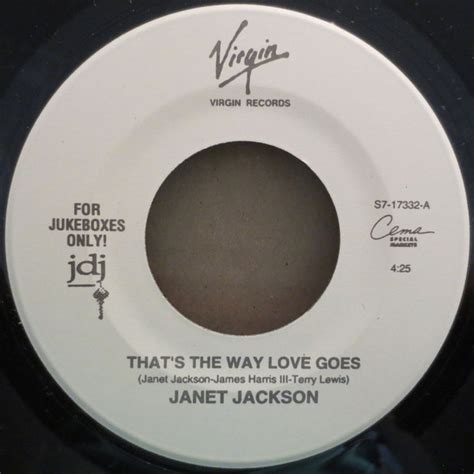 Virgin
VIRGIN RECORDS
FOR
JUKEBOXES
ONLY!
jdj
S7-17332-A
Cema
SPECIAL
MARKETS
4:25
THAT'S THE WAY LOVE GOES
(Janet Jackson-James Harris III-Terry Lewis)
JANET JACKSON